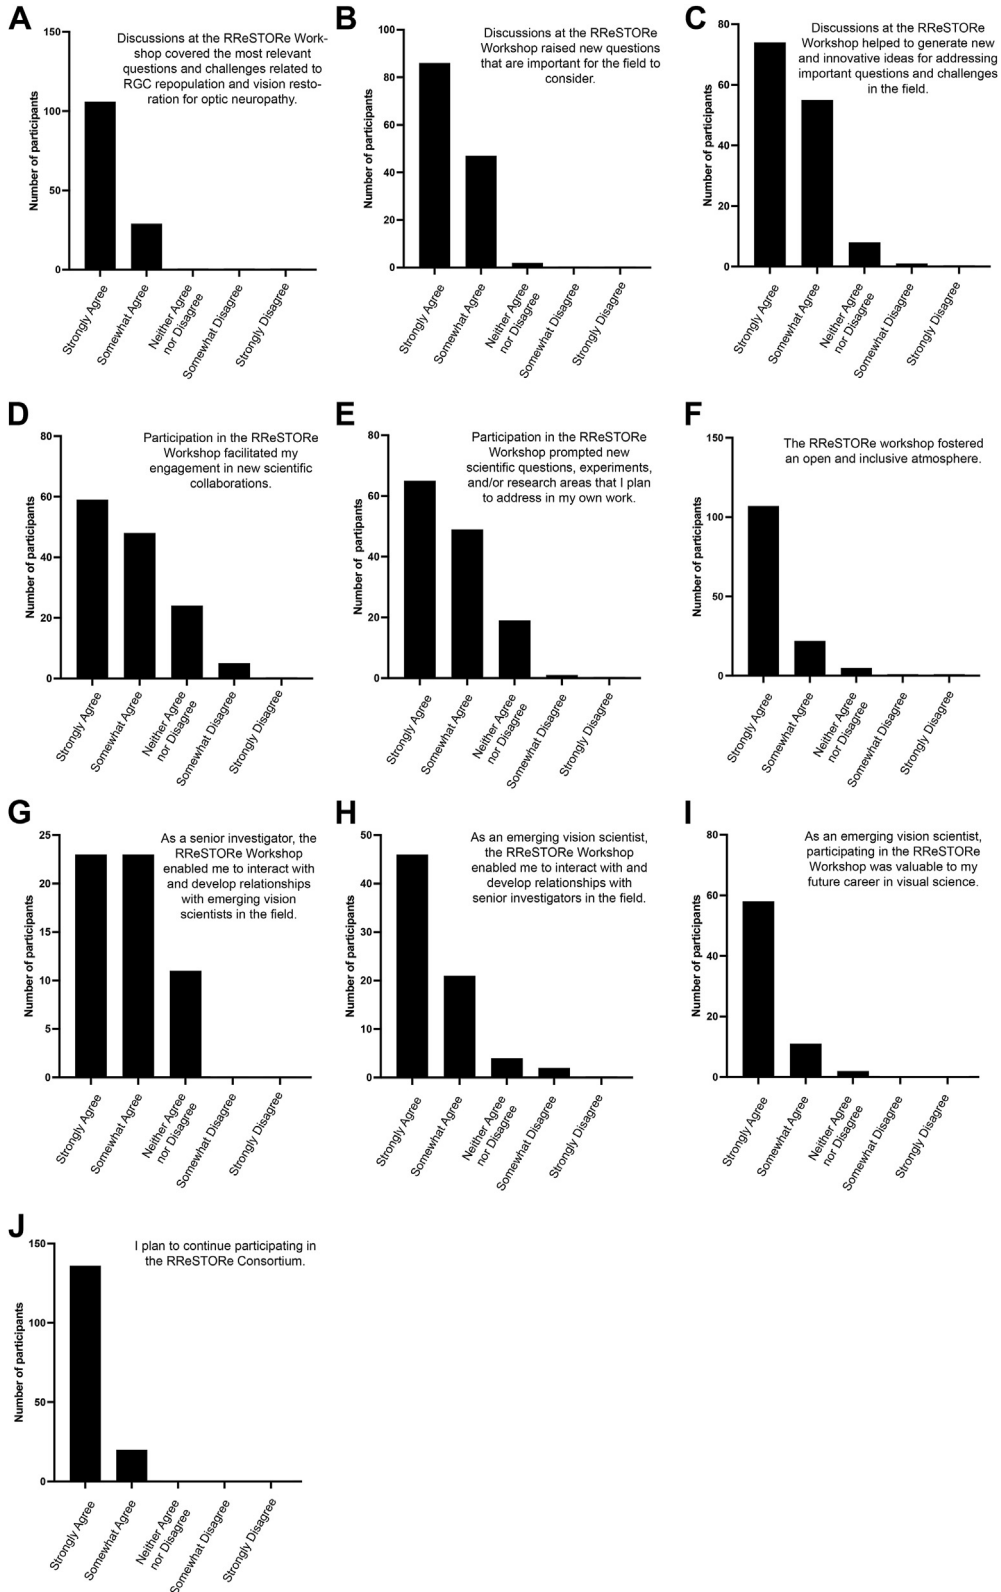 A
Discussions at the RReSTORe Work-
shop covered the most relevant
questions and challenges related to
RGC repopulation and vision resto-
ration for optic neuropathy.
Number of participants
150
100
50
0
Strongly Agree
Somewhat Agree
Neither Agree
nor Disagree
Somewhat Disagree
Strongly Disagree
B
Discussions at the RReSTORe
Workshop raised new questions
that are important for the field to
consider.
Number of participants
100
80
60
40
20
0
Strongly Agree
Somewhat Agree
Neither Agree
nor Disagree
Somewhat Disagree
Strongly Disagree
C
Discussions at the RReSTORe
Workshop helped to generate new
and innovative ideas for addressing
important questions and challenges
in the field.
Number of participants
80
60
40
20
0
Strongly Agree
Somewhat Agree
Neither Agree
nor Disagree
Somewhat Disagree
Strongly Disagree
D
Participation in the RReSTORe
Workshop facilitated my
engagement in new scientific
collaborations.
Number of participants
80
60
40
20
0
Strongly Agree
Somewhat Agree
Neither Agree
nor Disagree
Somewhat Disagree
Strongly Disagree
E
Participation in the RReSTORe
Workshop prompted new
scientific questions, experiments,
and/or research areas that I plan
to address in my own work.
Number of participants
80
60
40
20
0
Strongly Agree
Somewhat Agree
Neither Agree
nor Disagree
Somewhat Disagree
Strongly Disagree
F
The RReSTORe workshop fostered
an open and inclusive atmosphere.
Number of participants
150
100
50
0
Strongly Agree
Somewhat Agree
Neither Agree
nor Disagree
Somewhat Disagree
Strongly Disagree
G
As a senior investigator, the
RReSTORe Workshop
enabled me to interact with
and develop relationships
with emerging vision
scientists in the field.
Number of participants
25
20
15
10
5
0
Strongly Agree
Somewhat Agree
Neither Agree
nor Disagree
Somewhat Disagree
Strongly Disagree
H
As an emerging vision scientist,
the RReSTORe Workshop
enabled me to interact with and
develop relationships with
senior investigators in the field.
Number of participants
50
40
30
20
10
0
Strongly Agree
Somewhat Agree
Neither Agree
nor Disagree
Somewhat Disagree
Strongly Disagree
I
As an emerging vision scientist,
participating in the RReSTORe
Workshop was valuable to my
future career in visual science.
Number of participants
80
60
40
20
0
Strongly Agree
Somewhat Agree
Neither Agree
nor Disagree
Somewhat Disagree
Strongly Disagree
J
I plan to continue participating in
the RReSTORe Consortium.
Number of participants
150
100
50
0
Strongly Agree
Somewhat Agree
Neither Agree
nor Disagree
Somewhat Disagree
Strongly Disagree